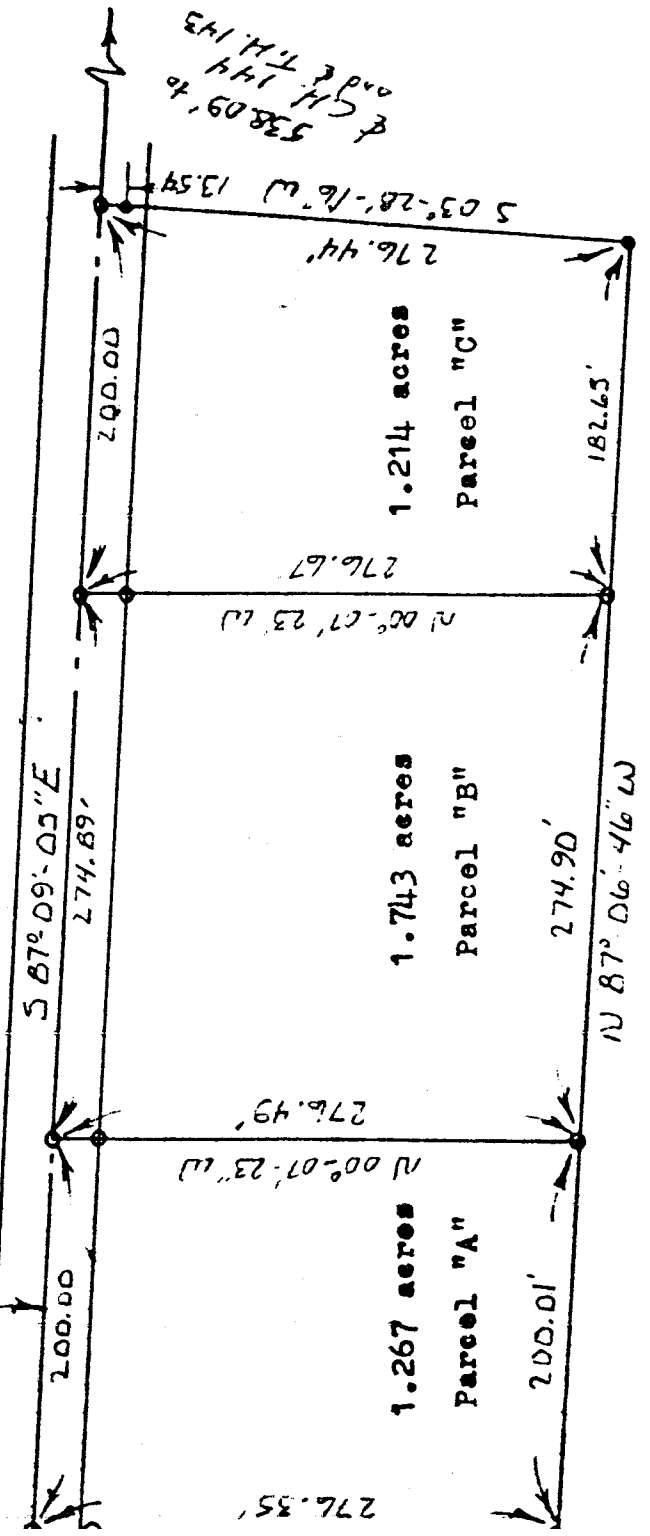 538.09' to
₵ C.H. 144
and ₵ T.H. 143
13.54
S 03°-28'-16" W
276.44'
200.00
1.214 acres
Parcel "C"
182.65'
276.67
N 00°-07' 23" W
S 87°-09'-05" E
274.89'
1.743 acres
Parcel "B"
274.90'
N 87°-06'-46" W
276.49'
N 00°-07'-23" W
200.00
1.267 acres
Parcel "A"
200.01'
276.35'